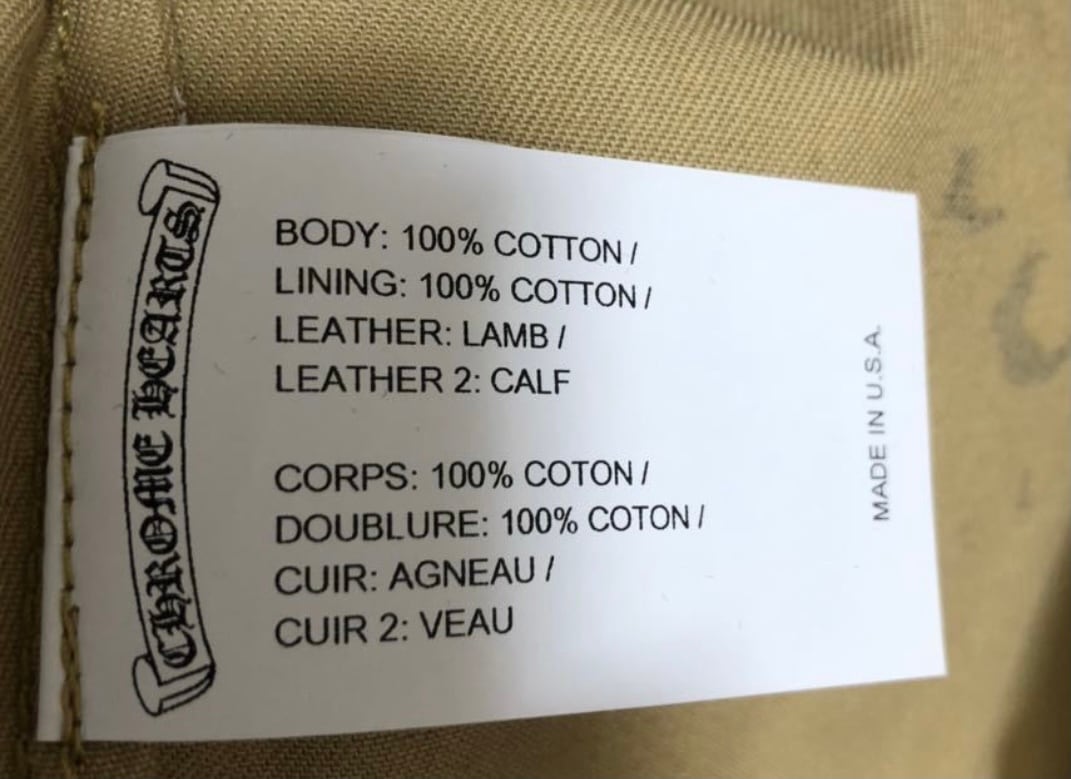 CHROME HEARTS
BODY: 100% COTTON /
LINING: 100% COTTON /
LEATHER: LAMB /
LEATHER 2: CALF
CORPS: 100% COTON /
DOUBLURE: 100% COTON /
CUIR: AGNEAU /
CUIR 2: VEAU
MADE IN U.S.A.